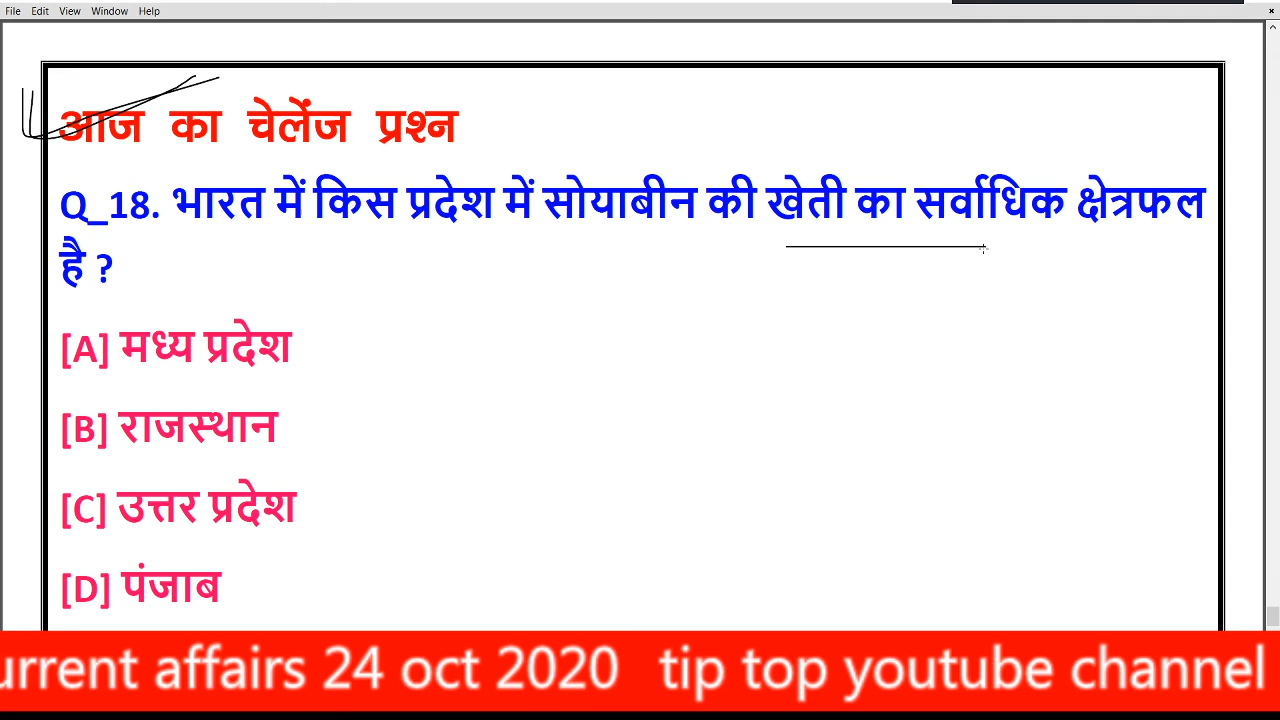 File Edit View Window Help
आज का चेलेंज प्रश्न
Q_18. भारत में किस प्रदेश में सोयाबीन की खेती का सर्वाधिक क्षेत्रफल
है ?
[A] मध्य प्रदेश
[B] राजस्थान
[C] उत्तर प्रदेश
[D] पंजाब
urrent affairs 24 oct 2020 tip top youtube channel